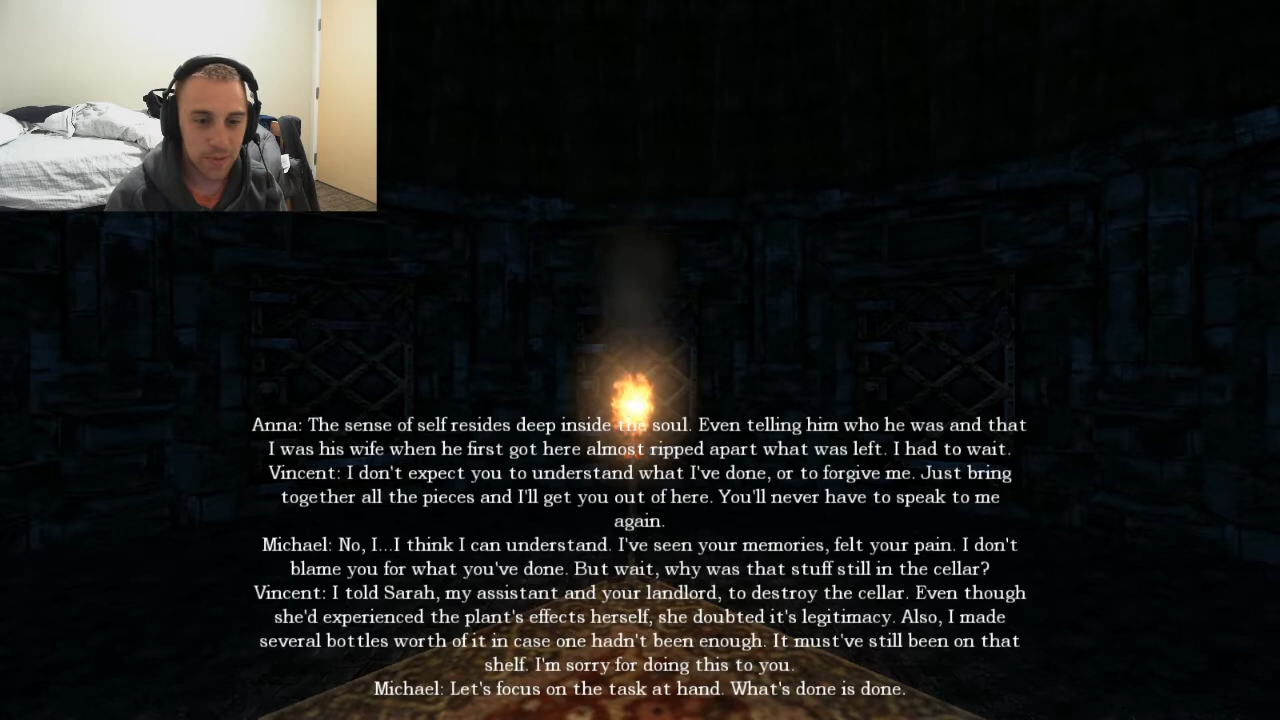 Anna: The sense of self resides deep inside the soul. Even telling him who he was and that
I was his wife when he first got here almost ripped apart what was left. I had to wait.
Vincent: I don't expect you to understand what I've done, or to forgive me. Just bring
together all the pieces and I'll get you out of here. You'll never have to speak to me
again.
Michael: No, I...I think I can understand. I've seen your memories, felt your pain. I don't
blame you for what you've done. But wait, why was that stuff still in the cellar?
Vincent: I told Sarah, my assistant and your landlord, to destroy the cellar. Even though
she'd experienced the plant's effects herself, she doubted it's legitimacy. Also, I made
several bottles worth of it in case one hadn't been enough. It must've still been on that
shelf. I'm sorry for doing this to you.
Michael: Let's focus on the task at hand. What's done is done.